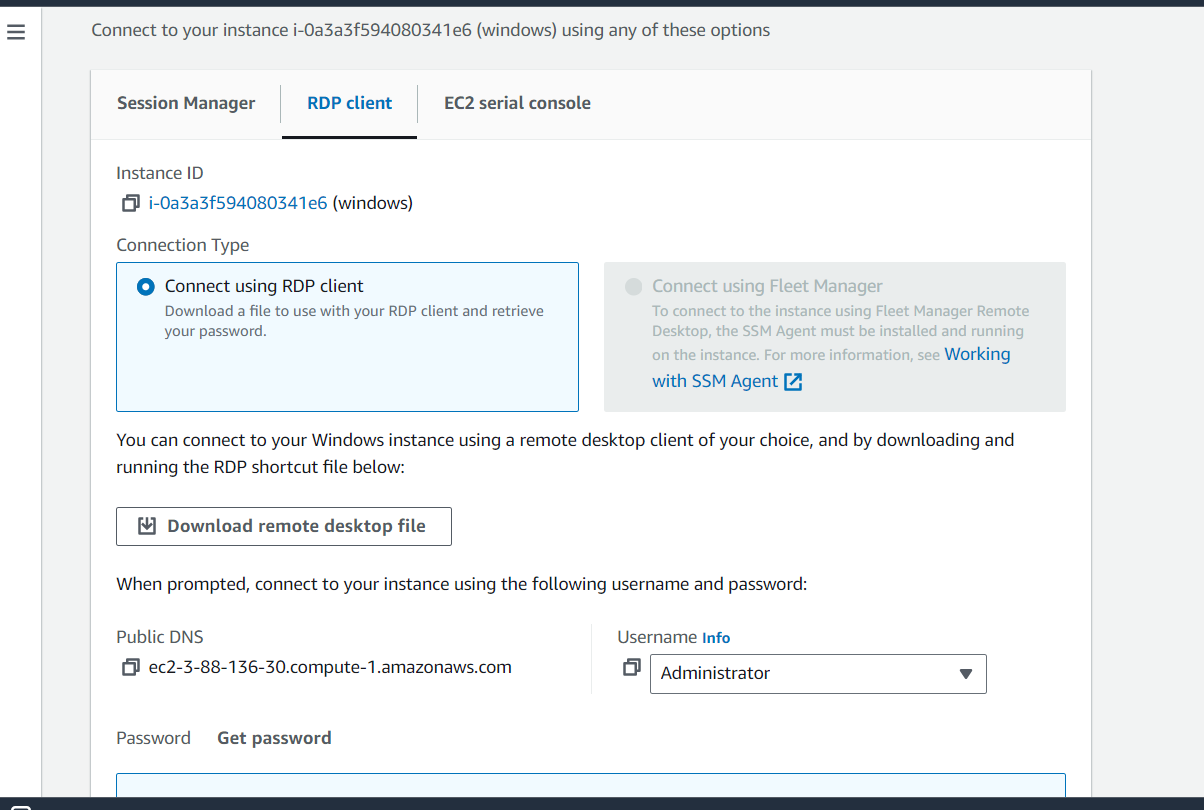 Connect to your instance i-0a3a3f594080341e6 (windows) using any of these options
Session Manager
RDP client
EC2 serial console
Instance ID
i-0a3a3f594080341e6 (windows)
Connection Type
Connect using RDP client
Download a file to use with your RDP client and retrieve
your password.
Connect using Fleet Manager
To connect to the instance using Fleet Manager Remote
Desktop, the SSM Agent must be installed and running
on the instance. For more information, see Working
with SSM Agent
You can connect to your Windows instance using a remote desktop client of your choice, and by downloading and
running the RDP shortcut file below:
Download remote desktop file
When prompted, connect to your instance using the following username and password:
Public DNS
ec2-3-88-136-30.compute-1.amazonaws.com
Username Info
Administrator
Password Get password